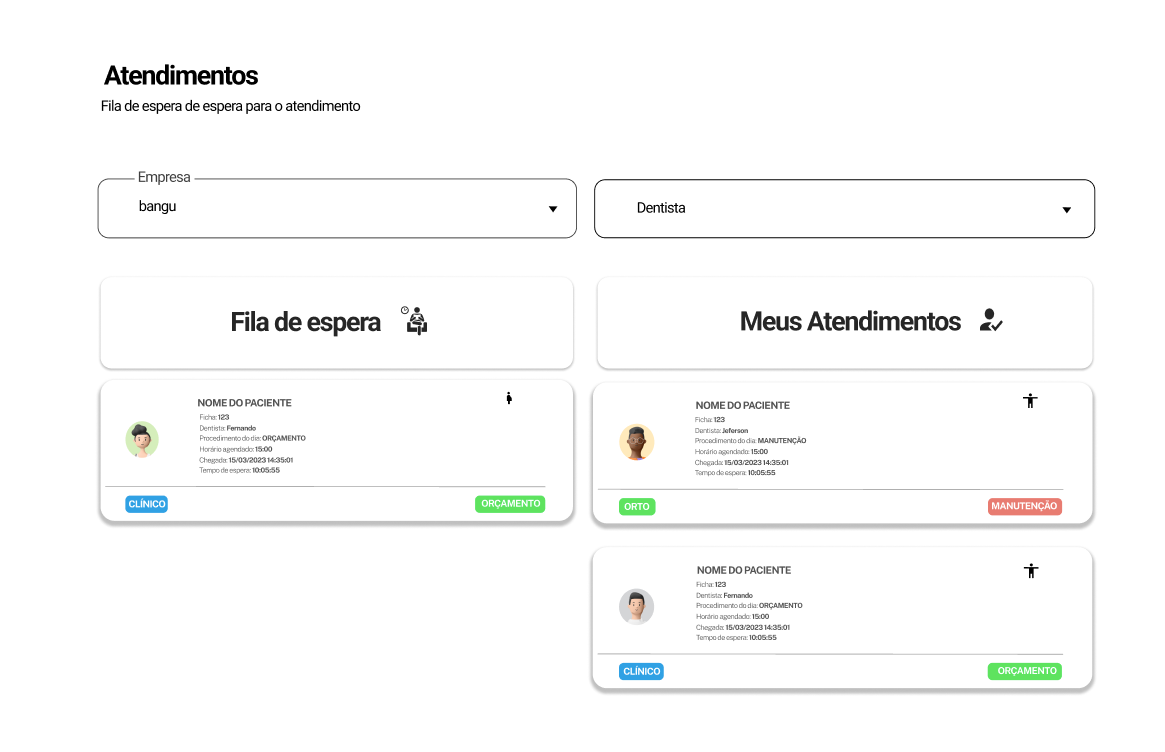 Atendimentos
Fila de espera de espera para o atendimento
Empresa
bangu
Dentista
Fila de espera
Meus Atendimentos
NOME DO PACIENTE
Ficha: 123
Dentista: Fernando
Procedimento do dia: ORÇAMENTO
Horário agendado: 15:00
Chegada: 15/03/2023 14:35:01
Tempo de espera: 10:05:55
CLÍNICO
ORÇAMENTO
NOME DO PACIENTE
Ficha: 123
Dentista: Jeferson
Procedimento do dia: MANUTENÇÃO
Horário agendado: 15:00
Chegada: 15/03/2023 14:35:01
Tempo de espera: 10:05:55
ORTO
MANUTENÇÃO
NOME DO PACIENTE
Ficha: 123
Dentista: Fernando
Procedimento do dia: ORÇAMENTO
Horário agendado: 15:00
Chegada: 15/03/2023 14:35:01
Tempo de espera: 10:05:55
CLÍNICO
ORÇAMENTO